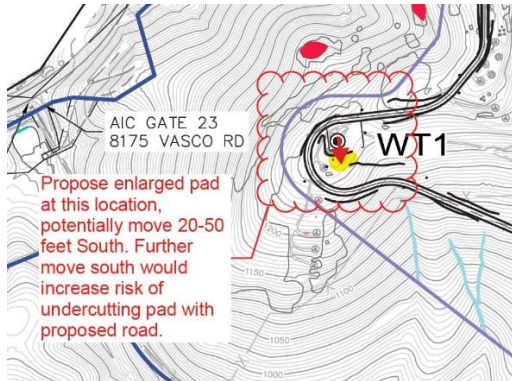 AIC GATE 23
8175 VASCO RD
WT1
Propose enlarged pad
at this location,
potentially move 20-50
feet South. Further
move south would
increase risk of
undercutting pad with
proposed road.
1200
1150
1100
1050
1000